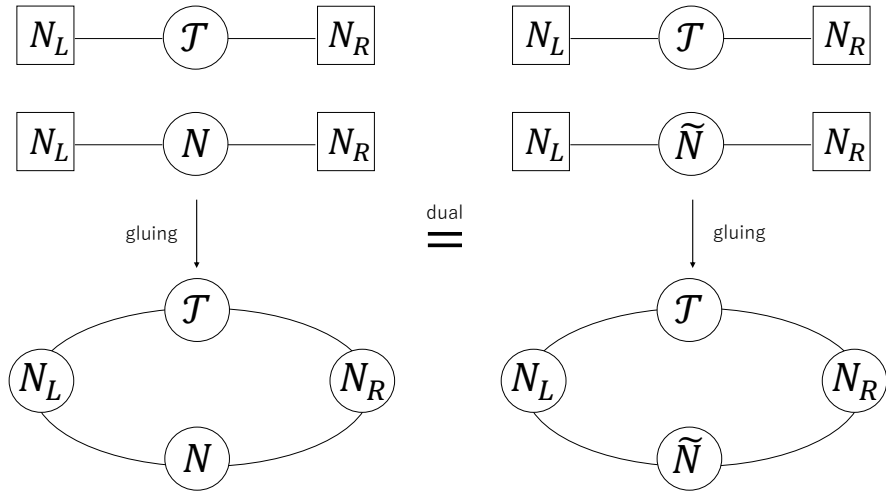 N_L 𝒯 N_R N_L 𝒯 N_R
N_L N N_R N_L Ñ N_R
dual
gluing = gluing
𝒯 𝒯
N_L N_R N_L N_R
N Ñ